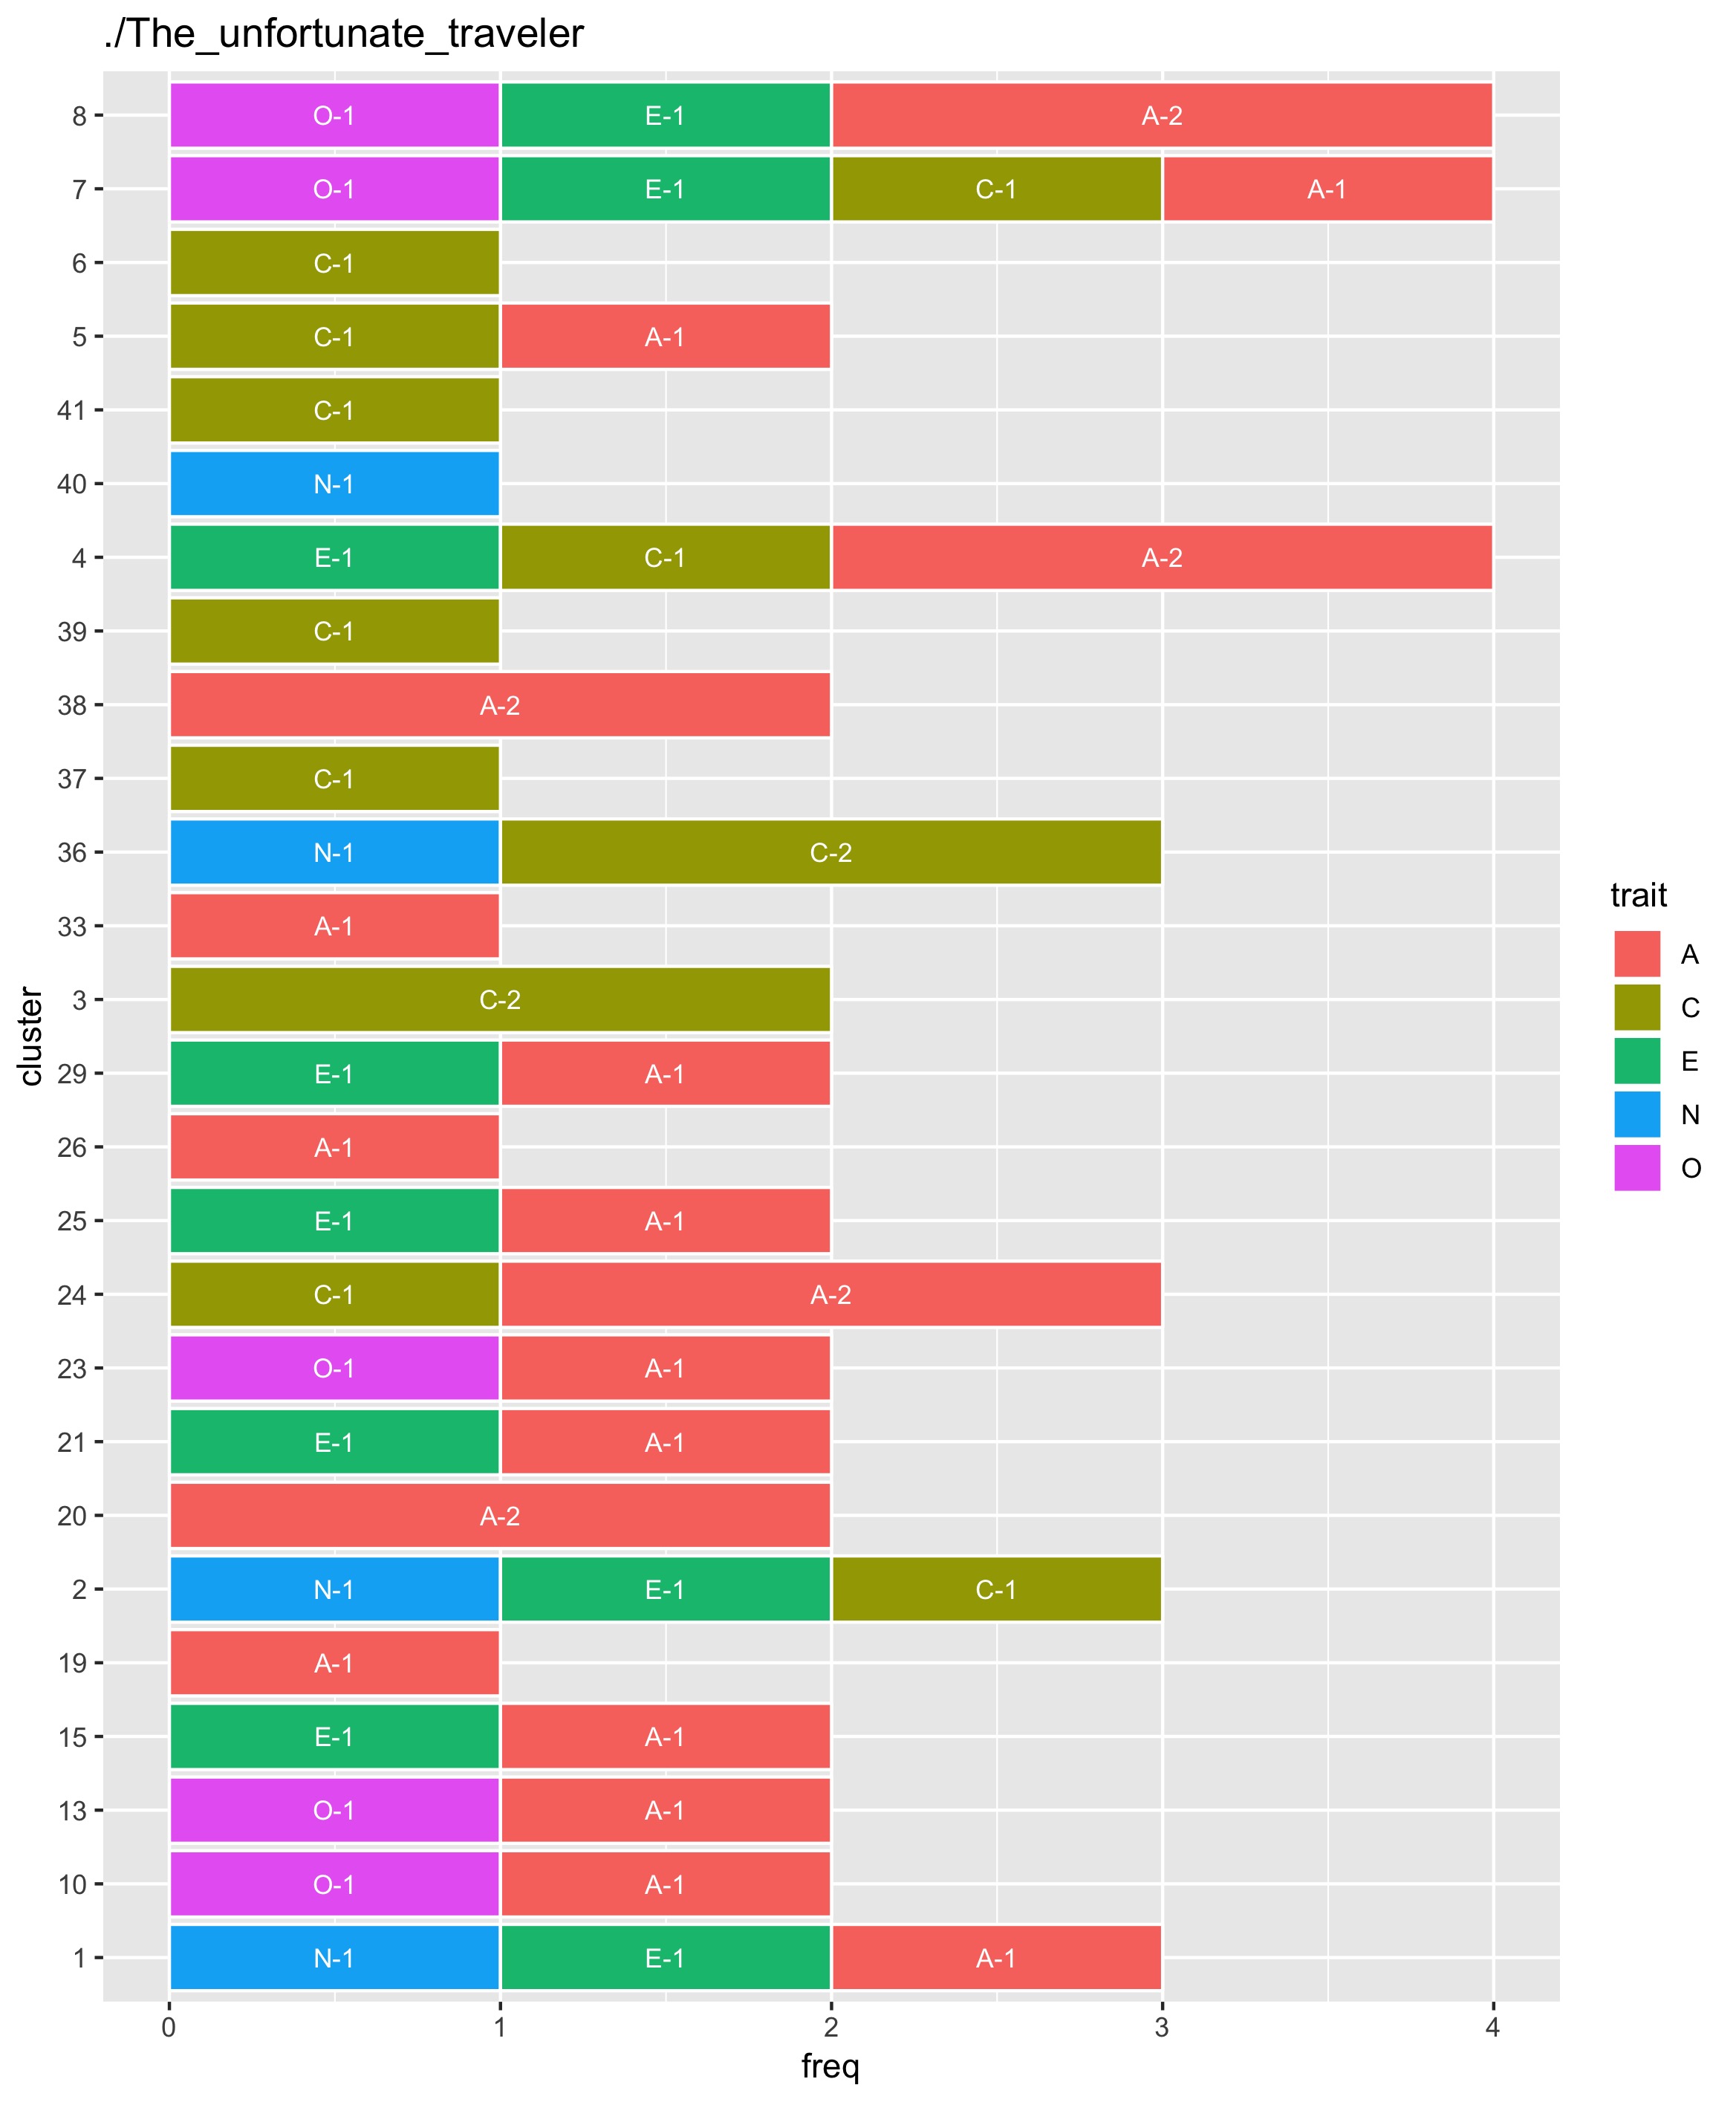 ./The_unfortunate_traveler
8 O-1 E-1 A-2
7 O-1 E-1 C-1 A-1
6 C-1
5 C-1 A-1
41 C-1
40 N-1
4 E-1 C-1 A-2
39 C-1
38 A-2
37 C-1
36 N-1 C-2
33 A-1
3 C-2
29 E-1 A-1
26 A-1
25 E-1 A-1
24 C-1 A-2
23 O-1 A-1
21 E-1 A-1
20 A-2
2 N-1 E-1 C-1
19 A-1
15 E-1 A-1
13 O-1 A-1
10 O-1 A-1
1 N-1 E-1 A-1
0 1 2 3 4
freq
cluster
trait
A
C
E
N
O